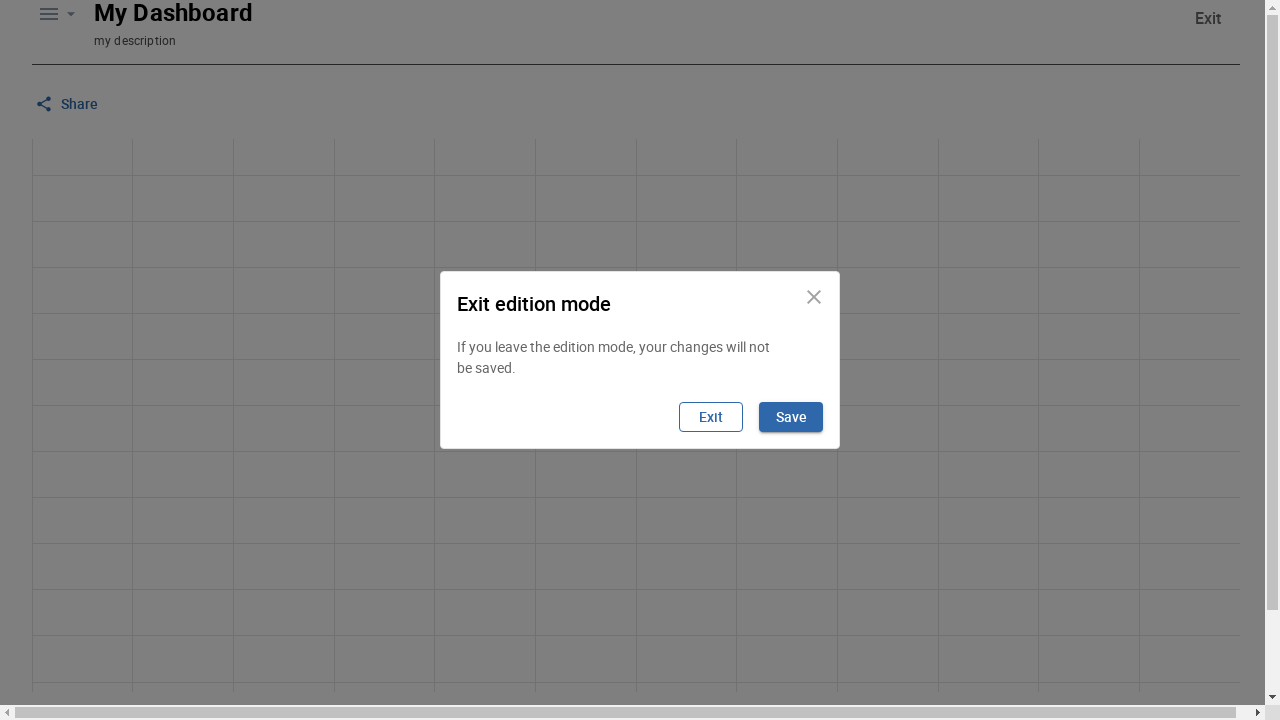 My Dashboard
Exit
my description
Share
Exit edition mode
If you leave the edition mode, your changes will not
be saved.
Exit
Save